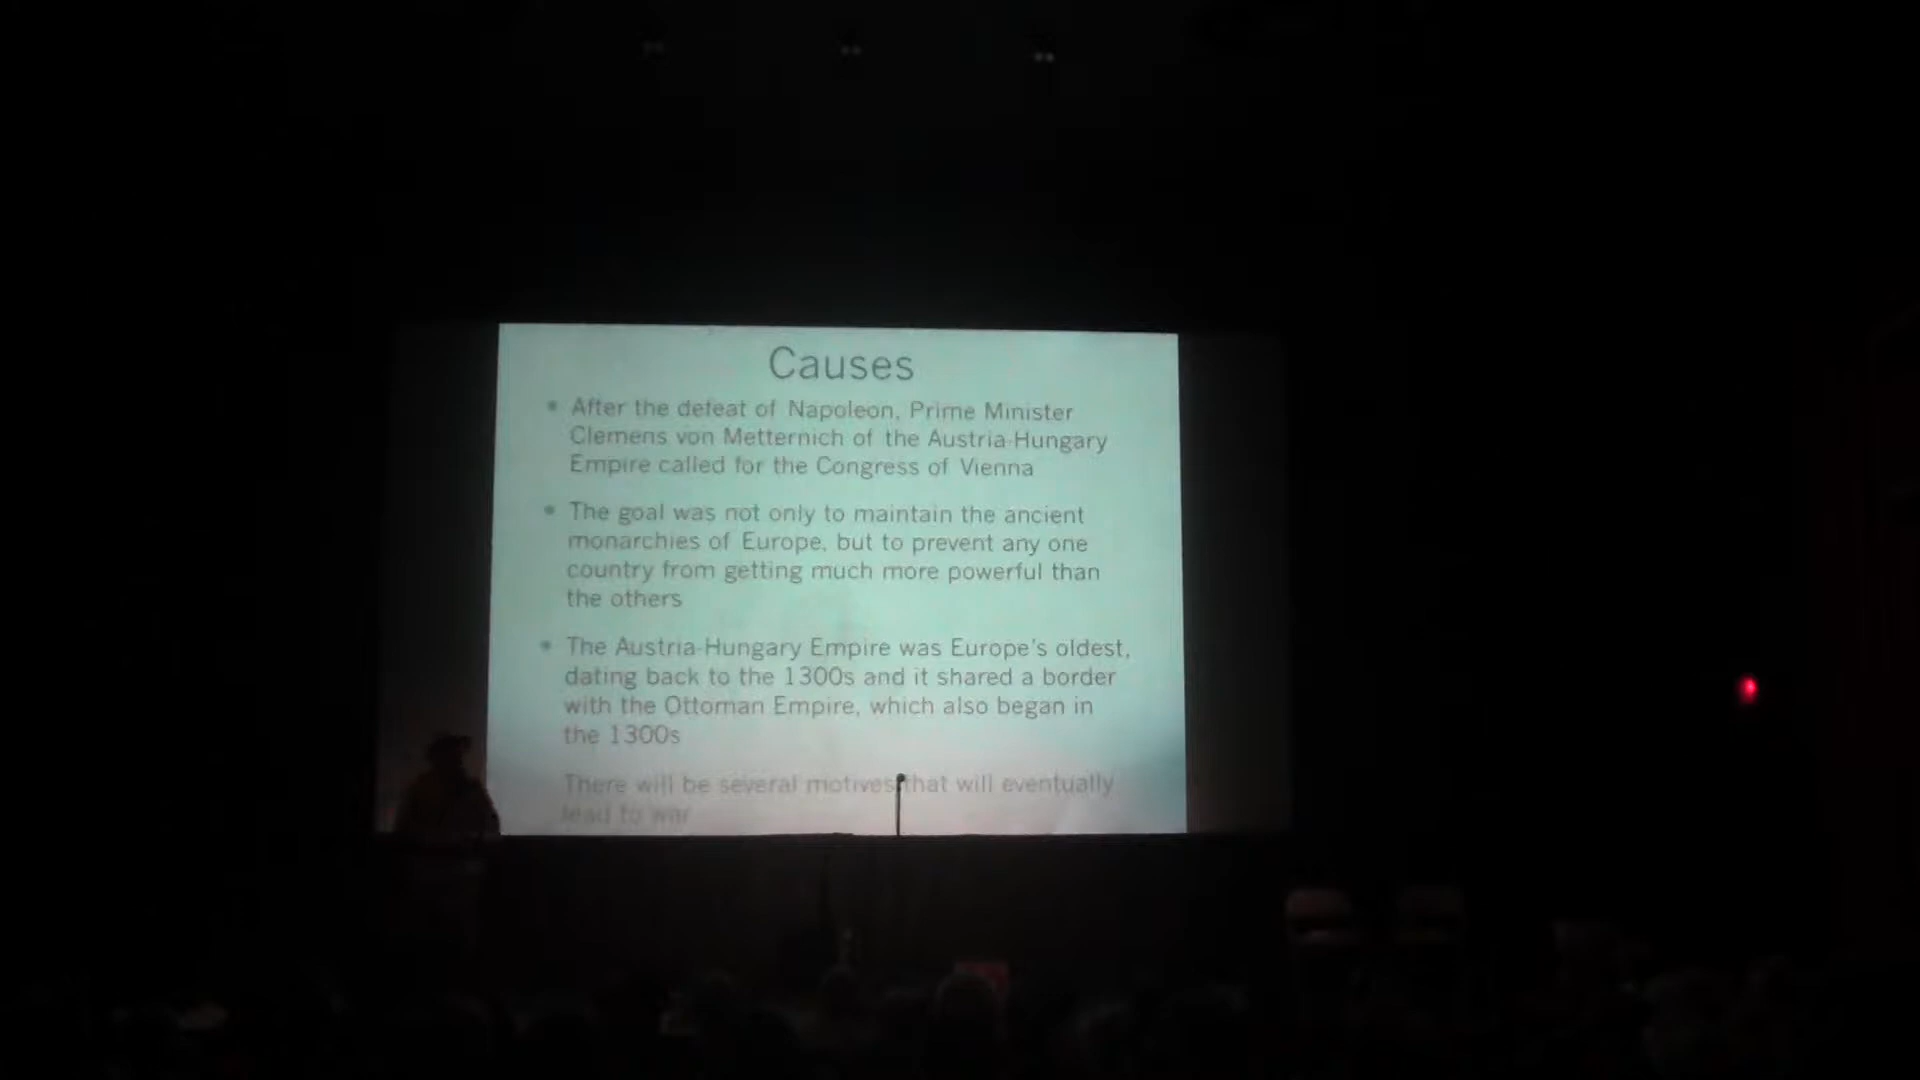 Causes
• After the defeat of Napoleon, Prime Minister
Clemens von Metternich of the Austria-Hungary
Empire called for the Congress of Vienna
• The goal was not only to maintain the ancient
monarchies of Europe, but to prevent any one
country from getting much more powerful than
the others
• The Austria-Hungary Empire was Europe's oldest,
dating back to the 1300s and it shared a border
with the Ottoman Empire, which also began in
the 1300s
There will be several motives that will eventually
lead to war